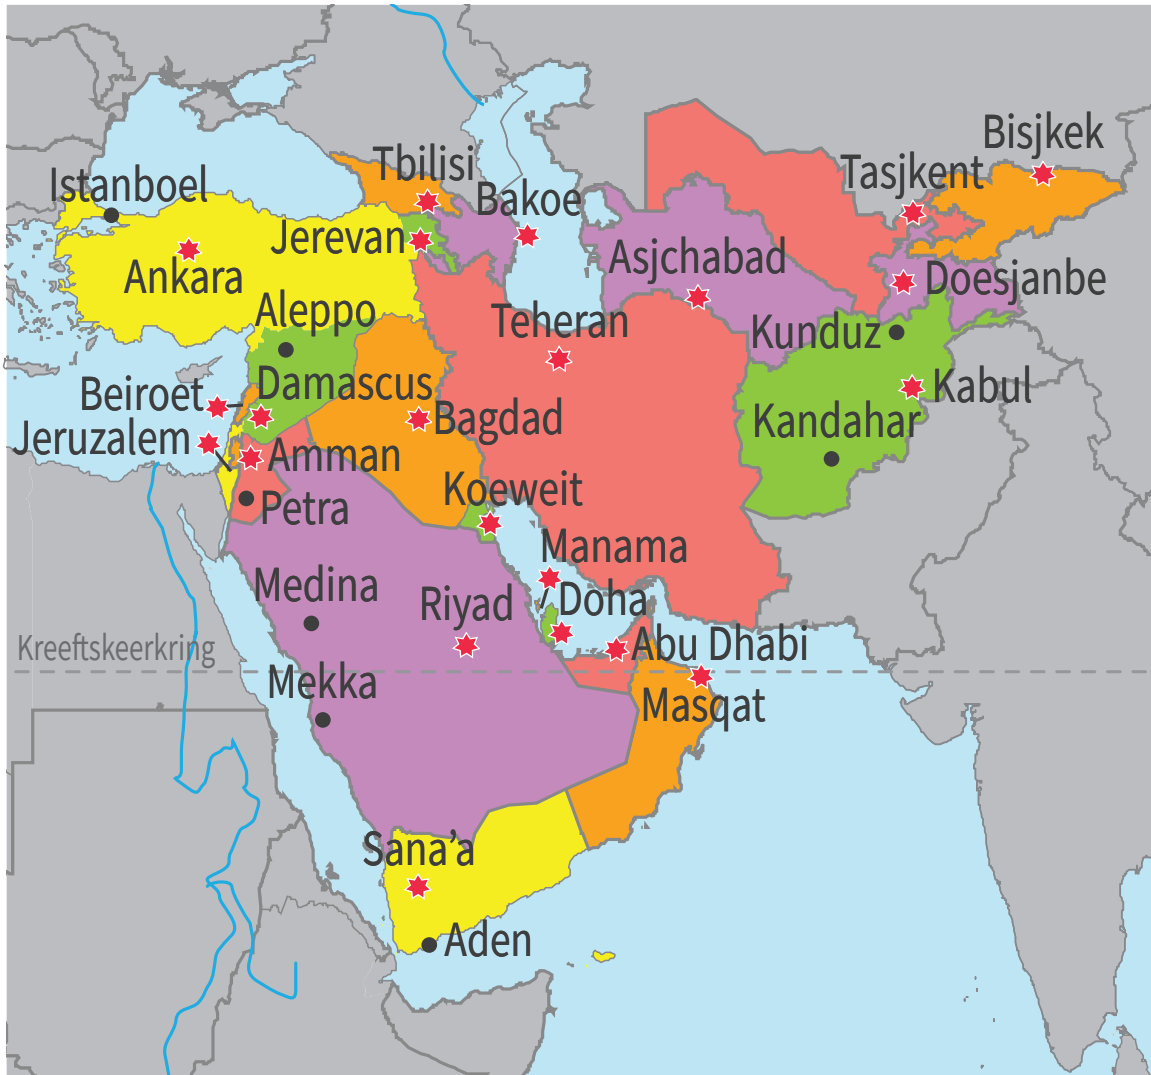 Bisjkek
Tbilisi
Tasjkent
Istanboel
Bakoe
Jerevan
Asjchabad
Ankara
Doesjanbe
Aleppo
Teheran
Kunduz
Beiroet
Damascus
Kabul
Bagdad
Kandahar
Jeruzalem
Amman
Koeweit
Petra
Manama
Medina
Riyad
Doha
Kreeftskeerkring
Abu Dhabi
Mekka
Masqat
Sana’a
Aden